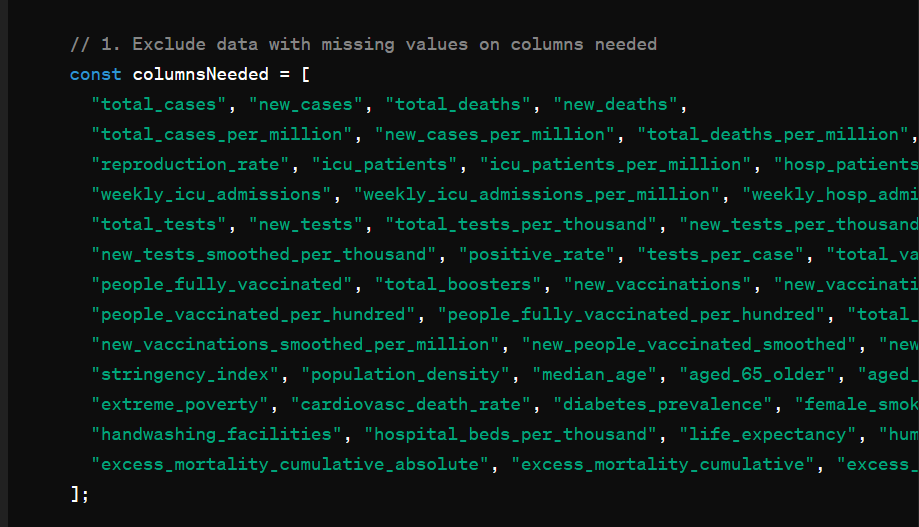 // 1. Exclude data with missing values on columns needed
const columnsNeeded = [
"total_cases", "new_cases", "total_deaths", "new_deaths",
"total_cases_per_million", "new_cases_per_million", "total_deaths_per_million",
"reproduction_rate", "icu_patients", "icu_patients_per_million", "hosp_patients
"weekly_icu_admissions", "weekly_icu_admissions_per_million", "weekly_hosp_admi
"total_tests", "new_tests", "total_tests_per_thousand", "new_tests_per_thousand
"new_tests_smoothed_per_thousand", "positive_rate", "tests_per_case", "total_va
"people_fully_vaccinated", "total_boosters", "new_vaccinations", "new_vaccinati
"people_vaccinated_per_hundred", "people_fully_vaccinated_per_hundred", "total_
"new_vaccinations_smoothed_per_million", "new_people_vaccinated_smoothed", "new
"stringency_index", "population_density", "median_age", "aged_65_older", "aged_
"extreme_poverty", "cardiovasc_death_rate", "diabetes_prevalence", "female_smok
"handwashing_facilities", "hospital_beds_per_thousand", "life_expectancy", "hum
"excess_mortality_cumulative_absolute", "excess_mortality_cumulative", "excess_
];